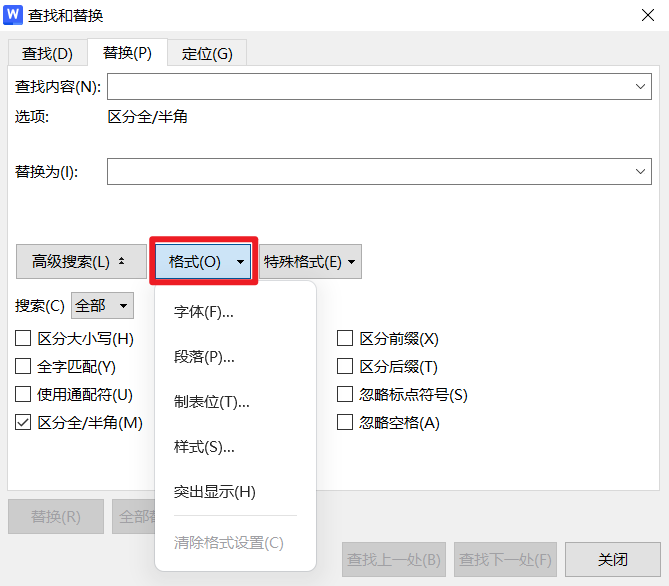 W 查找和替换
查找(D) 替换(P) 定位(G)
查找内容(N):
选项: 区分全/半角
替换为(I):
高级搜索(L) 格式(O) 特殊格式(E)
搜索(C) 全部
字体(F)...
区分大小写(H) 区分前缀(X)
段落(P)...
全字匹配(Y) 区分后缀(T)
使用通配符(U) 制表位(T)... 忽略标点符号(S)
区分全/半角(M) 忽略空格(A)
样式(S)...
突出显示(H)
替换(R) 全部
清除格式设置(C)
查找上一处(B) 查找下一处(F) 关闭